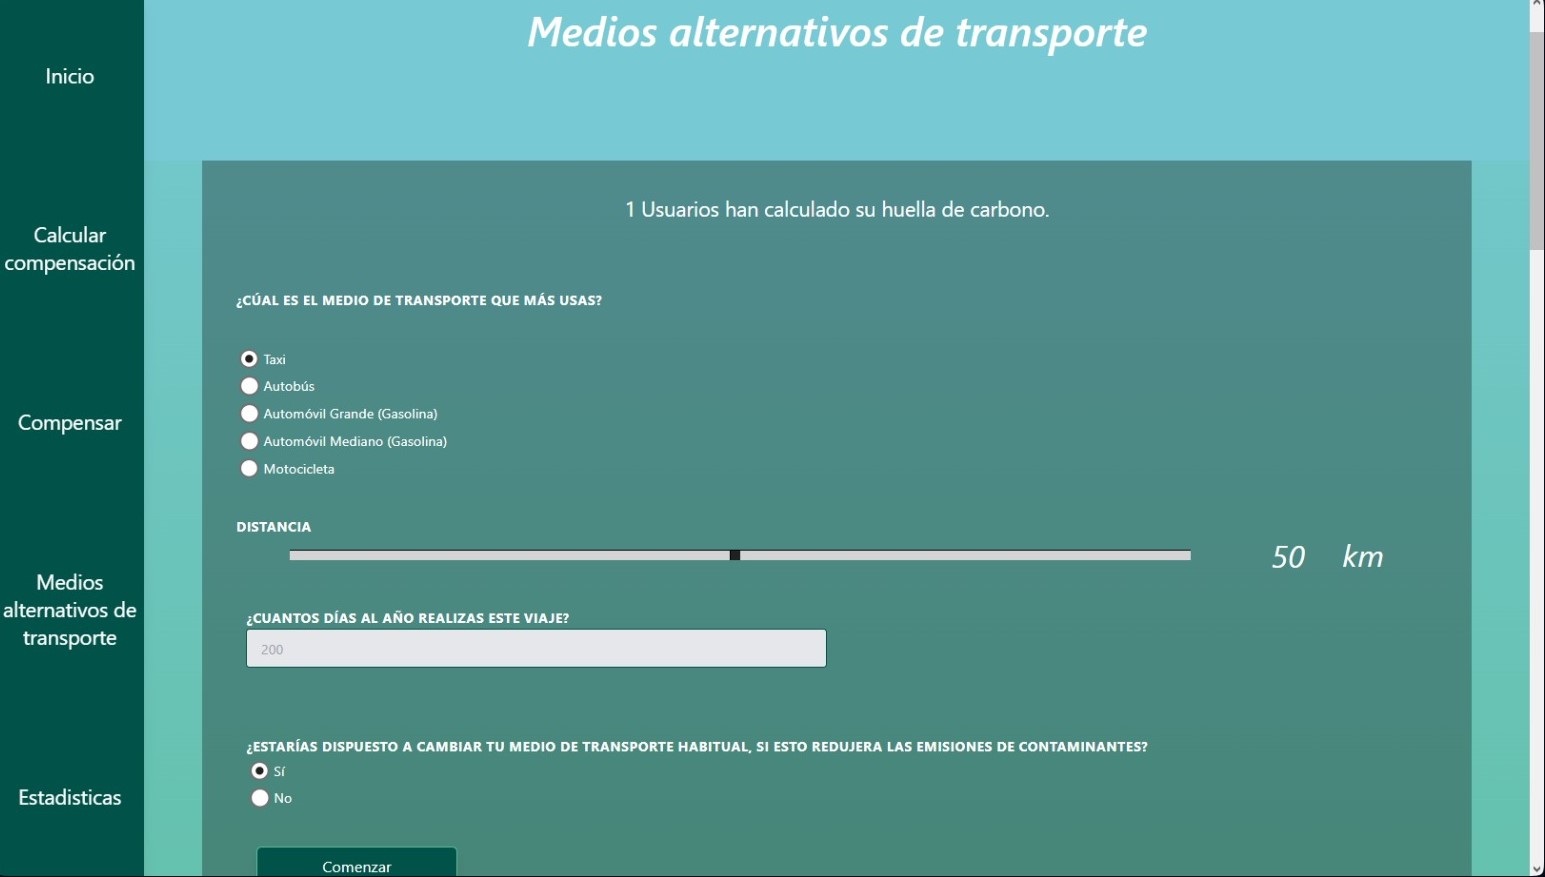 Medios alternativos de transporte
Inicio
Calcular
compensación
Compensar
Medios
alternativos de
transporte
Estadisticas
1 Usuarios han calculado su huella de carbono.
¿CÚAL ES EL MEDIO DE TRANSPORTE QUE MÁS USAS?
Taxi
Autobús
Automóvil Grande (Gasolina)
Automóvil Mediano (Gasolina)
Motocicleta
DISTANCIA
50 km
¿CUANTOS DÍAS AL AÑO REALIZAS ESTE VIAJE?
200
¿ESTARÍAS DISPUESTO A CAMBIAR TU MEDIO DE TRANSPORTE HABITUAL, SI ESTO REDUJERA LAS EMISIONES DE CONTAMINANTES?
Sí
No
Comenzar